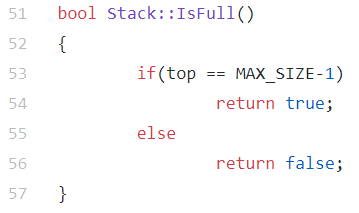 51 bool Stack::IsFull()
52 {
53 if(top == MAX_SIZE-1)
54 return true;
55 else
56 return false;
57 }